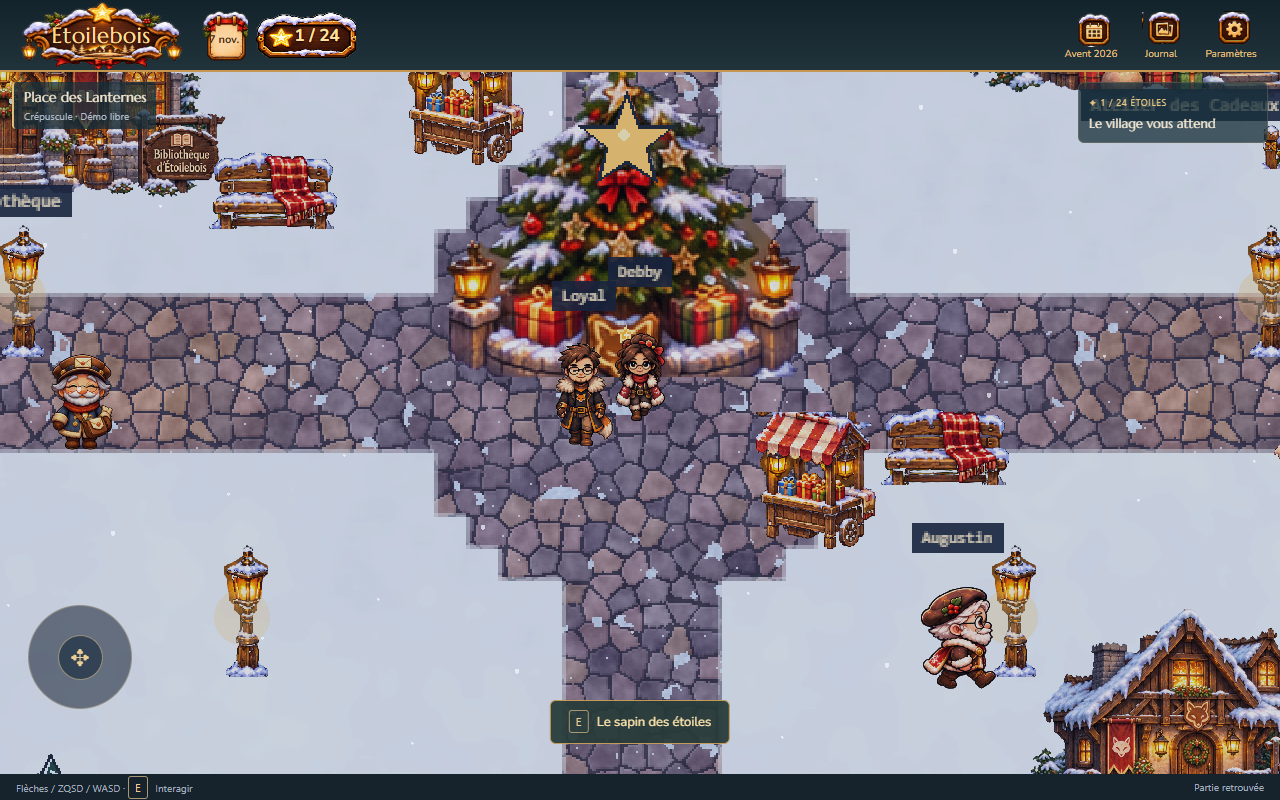 Etoilebois
7 nov.
1 / 24
Avent 2026
Journal
Paramètres
Place des Lanternes
Crépuscule · Démo libre
✦ 1 / 24 ÉTOILES
Le village vous attend
des Cadeaux
Bibliothèque
d'Étoilebois
othèque
Debby
Loyal
Augustin
E Le sapin des étoiles
Flèches / ZQSD / WASD · E Interagir
Partie retrouvée